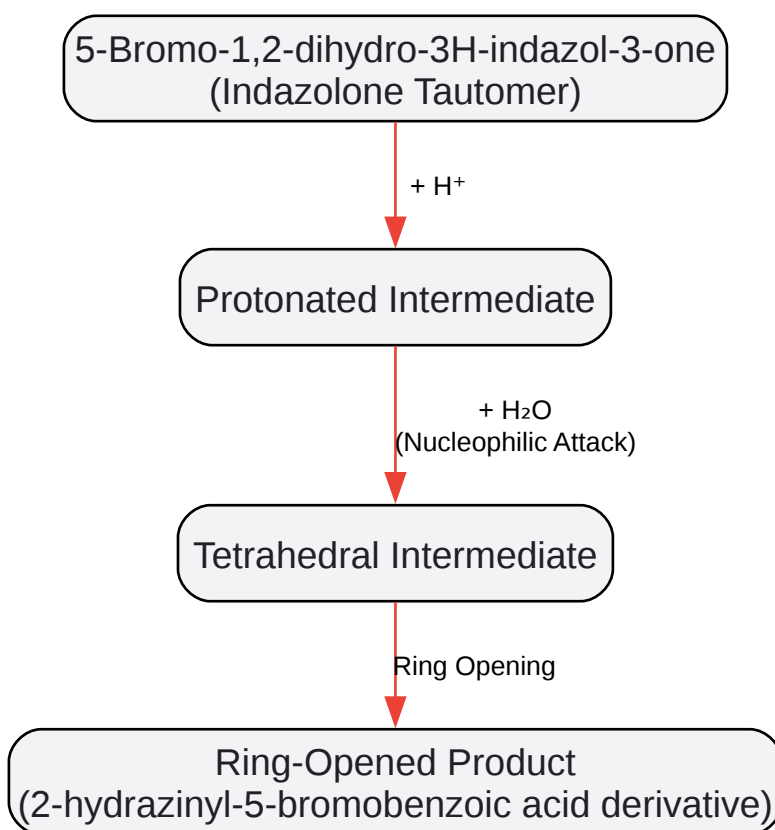 5-Bromo-1,2-dihydro-3H-indazol-3-one
(Indazolone Tautomer)
+ H⁺
Protonated Intermediate
+ H₂O
(Nucleophilic Attack)
Tetrahedral Intermediate
Ring Opening
Ring-Opened Product
(2-hydrazinyl-5-bromobenzoic acid derivative)